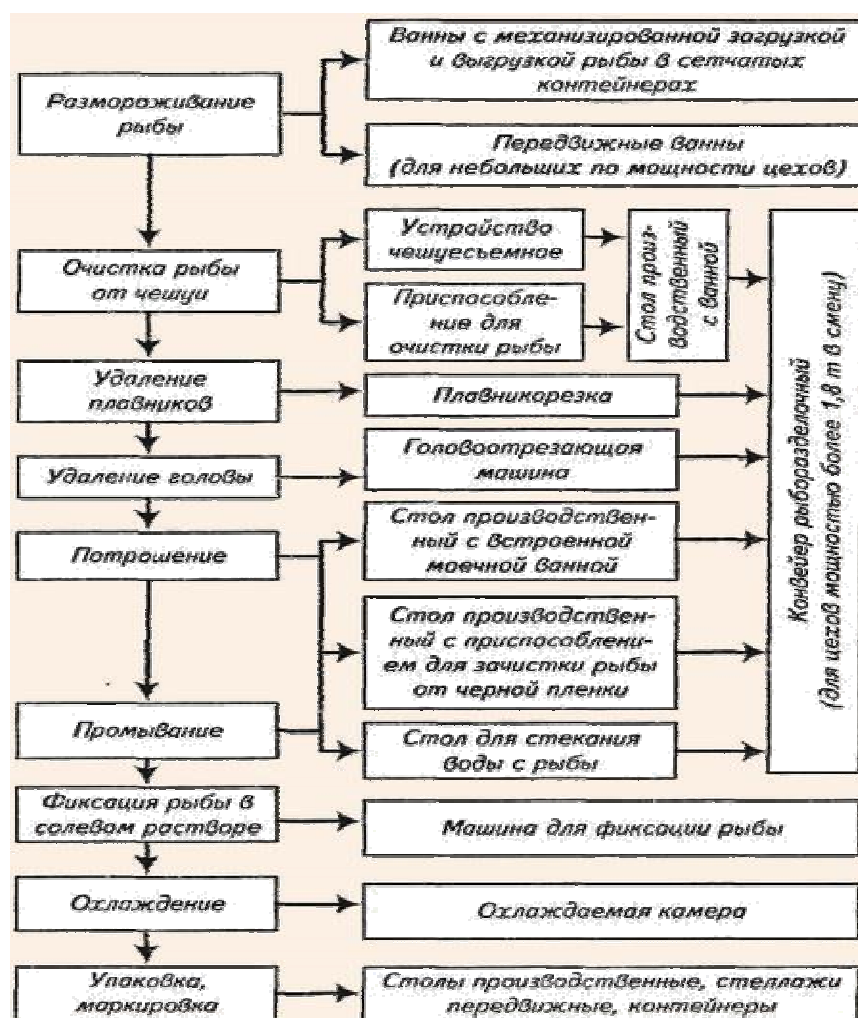 Размораживание
рыбы
Ванны с механизированной загрузкой
и выгрузкой рыбы в сетчатых
контейнерах
Передвижные ванны
(для небольших по мощности цехов)
Очистка рыбы
от чешуи
Устройство
чешуесъемное
Приспособле-
ние для
очистки рыбы
Стол произ-
водственный
с ванной
Конвейер рыборазделочный
(для цехов мощностью более 1,8 т в смену)
Удаление
плавников
Плавникорезка
Удаление головы
Головоотрезающая
машина
Потрошение
Стол производствен-
ный с встроенной
моечной ванной
Стол производствен-
ный с приспособлени-
ем для зачистки рыбы
от черной пленки
Промывание
Стол для стекания
воды с рыбы
Фиксация рыбы в
солевом растворе
Машина для фиксации рыбы
Охлаждение
Охлаждаемая камера
Упаковка,
маркировка
Столы производственные, стеллажи
передвижные, контейнеры